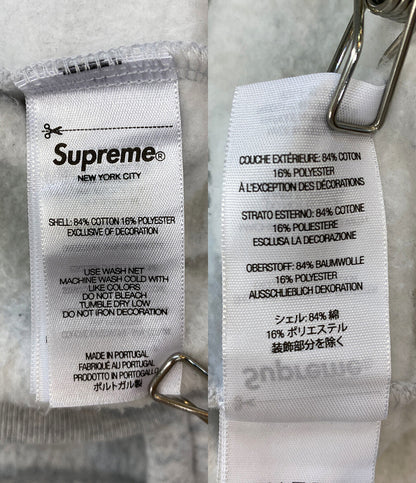 Supreme®
NEW YORK CITY
SHELL: 84% COTTON 16% POLYESTER
EXCLUSIVE OF DECORATION
USE WASH NET
MACHINE WASH COLD WITH
LIKE COLORS
DO NOT BLEACH
TUMBLE DRY LOW
DO NOT IRON DECORATION
MADE IN PORTUGAL
FABRIQUÉ AU PORTUGAL
PRODOTTO IN PORTOGALLO
ポルトガル製
COUCHE EXTÉRIEURE: 84% COTON
16% POLYESTER
À L'EXCEPTION DES DÉCORATIONS
STRATO ESTERNO: 84% COTONE
16% POLIESTERE
ESCLUSA LA DECORAZIONE
OBERSTOFF: 84% BAUMWOLLE
16% POLYESTER
AUSSCHLIEBLICH DEKORATION
シェル: 84% 綿
16% ポリエステル
装飾部分を除く
Supreme